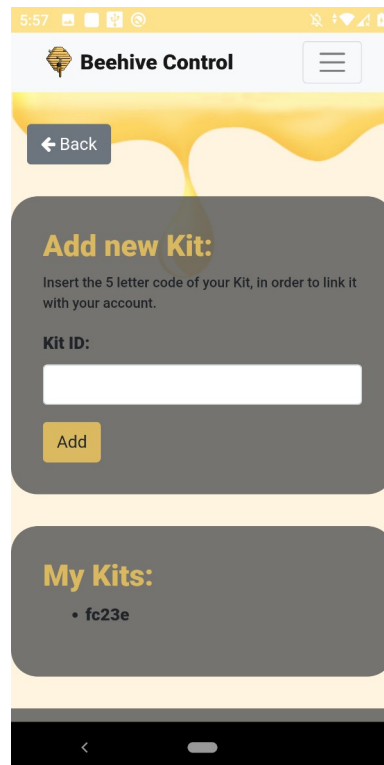 5:57
Beehive Control
Back
Add new Kit:
Insert the 5 letter code of your Kit, in order to link it
with your account.
Kit ID:
Add
My Kits:
• fc23e